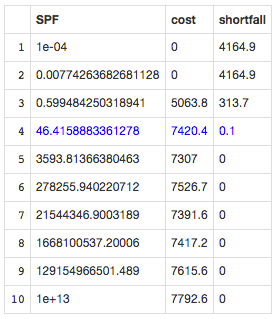 SPF cost shortfall
1 1e-04 0 4164.9
2 0.00774263682681128 0 4164.9
3 0.599484250318941 5063.8 313.7
4 46.4158883361278 7420.4 0.1
5 3593.81366380463 7307 0
6 278255.940220712 7526.7 0
7 21544346.9003189 7391.6 0
8 1668100537.20006 7417.2 0
9 129154966501.489 7615.6 0
10 1e+13 7792.6 0